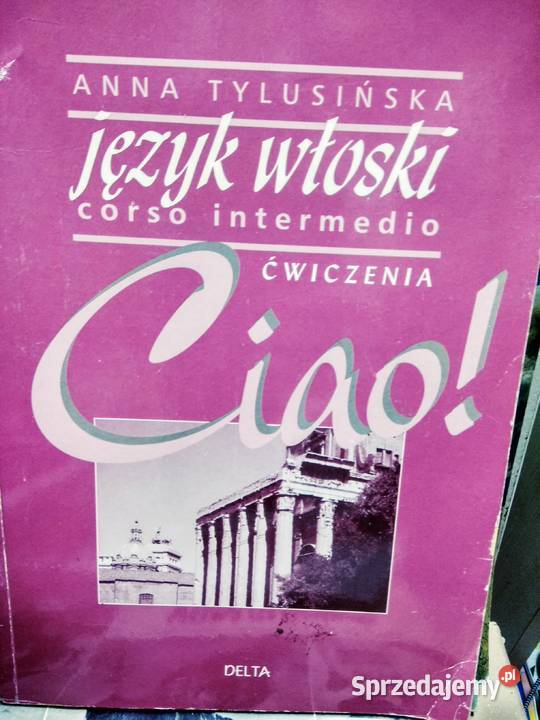 ANNA TYLUSIŃSKA
język włoski
corso intermedio
ĆWICZENIA
Ciao!
DELTA
Sprzedajemy.pl